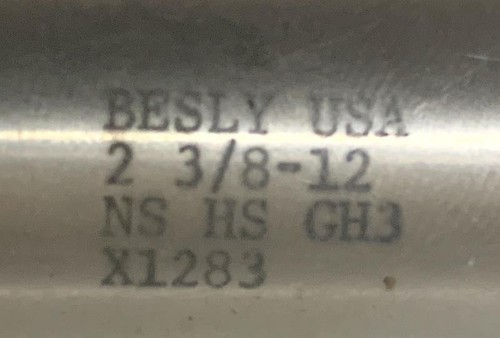 BESLY USA
2 3/8-12
NS HS GH3
X1283